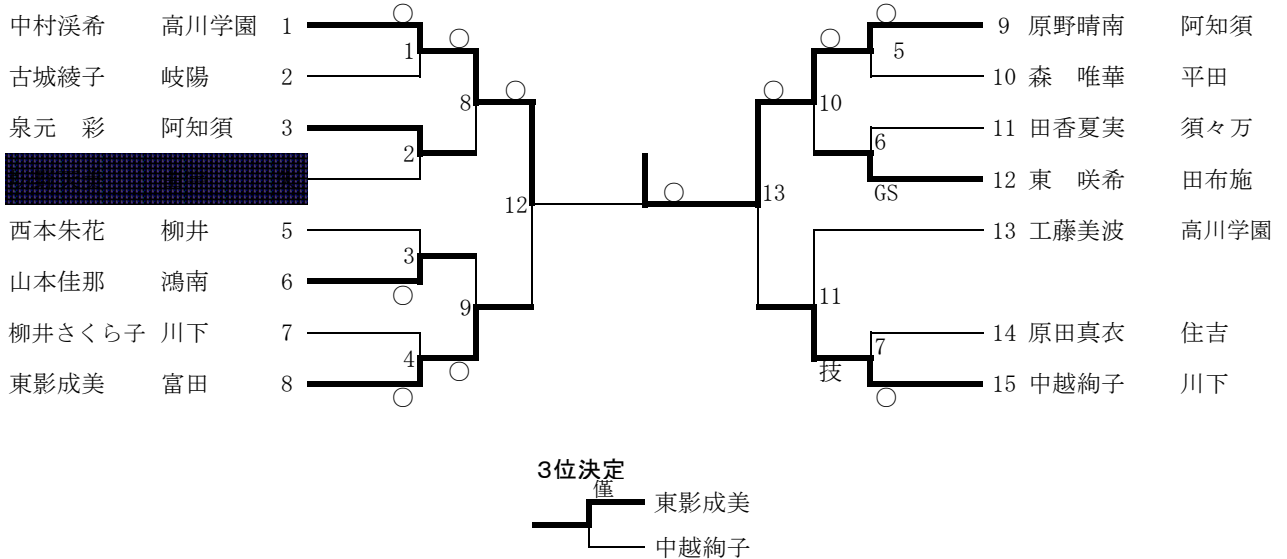 中村渓希 高川学園 1
古城綾子 岐陽 2
泉元 彩 阿知須 3
西本朱花 柳井 5
山本佳那 鴻南 6
柳井さくら子 川下 7
東影成美 富田 8
○ 1 ○ 8 ○
2
12
3 ○ 9
4 ○ ○
○ 13
○ 5 ○ 10 ○
6 GS
11 技
7 ○
9 原野晴南 阿知須
10 森 唯華 平田
11 田香夏実 須々万
12 東 咲希 田布施
13 工藤美波 高川学園
14 原田真衣 住吉
15 中越絢子 川下
3位決定
僅 東影成美
中越絢子